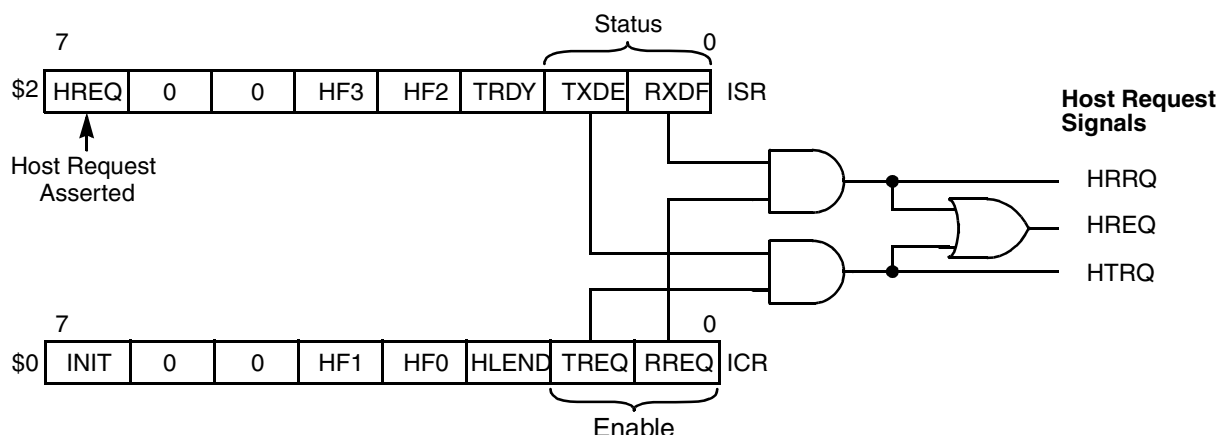 Status
7 0
$2 HREQ 0 0 HF3 HF2 TRDY TXDE RXDF ISR
Host Request
Asserted
Host Request
Signals
HRRQ
HREQ
HTRQ
7 0
$0 INIT 0 0 HF1 HF0 HLEND TREQ RREQ ICR
Enable